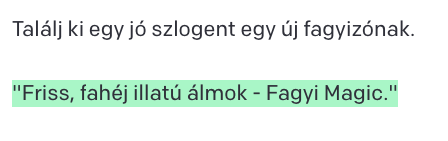 Találj ki egy jó szlogent egy új fagyizónak.
"Friss, fahéj illatú álmok - Fagyi Magic."